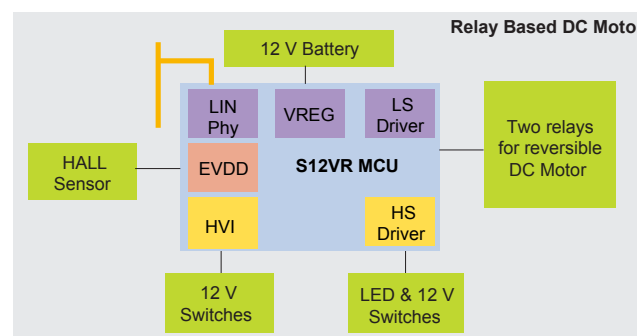 Relay Based DC Moto
12 V Battery
LIN
Phy
VREG
LS
Driver
Two relays
for reversible
DC Motor
HALL
Sensor
EVDD
S12VR MCU
HVI
HS
Driver
12 V
Switches
LED & 12 V
Switches